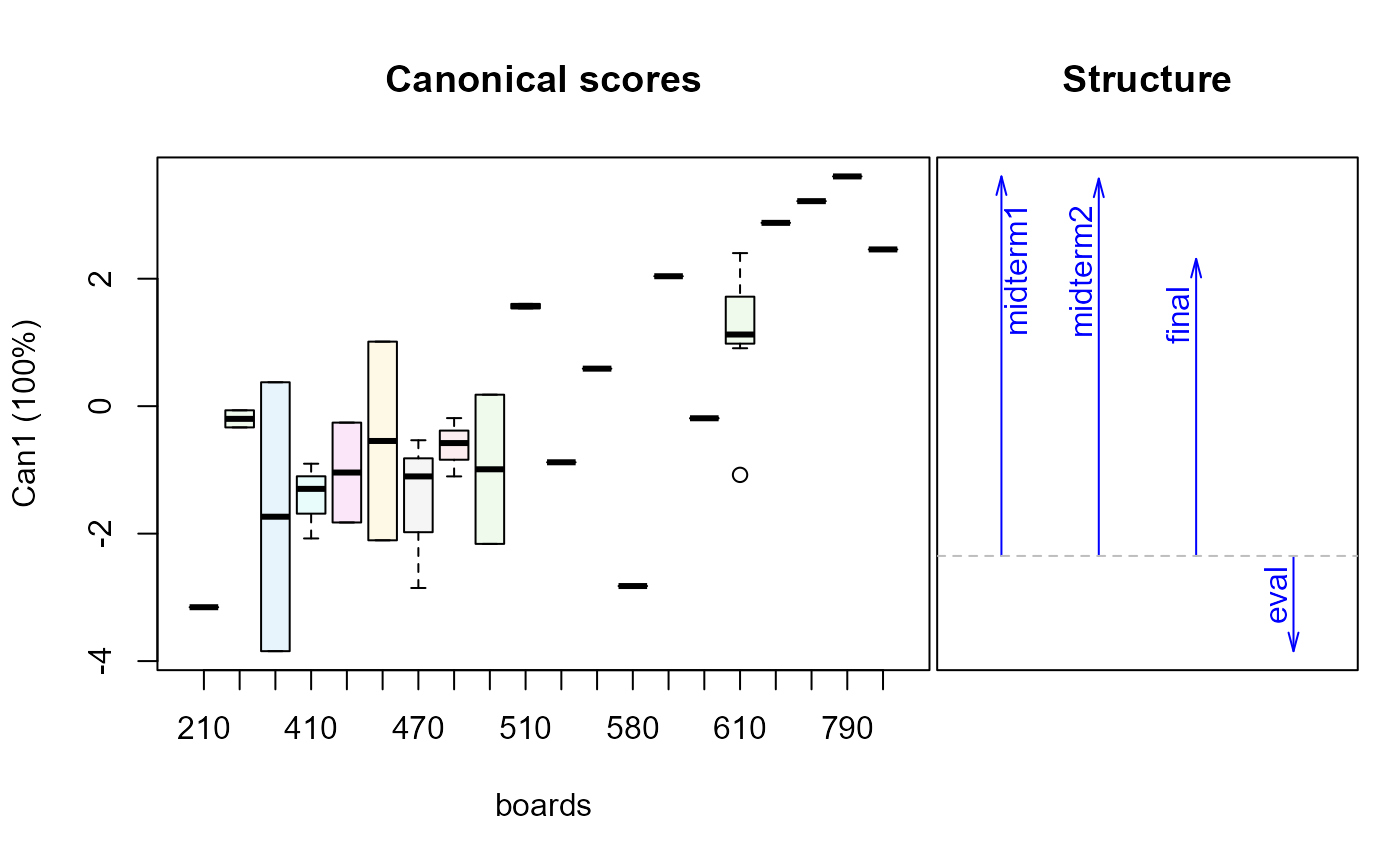 Canonical scores
Structure
Can1 (100%)
2
0
-2
-4
210 410 470 510 580 610 790
boards
midterm1
midterm2
final
eval